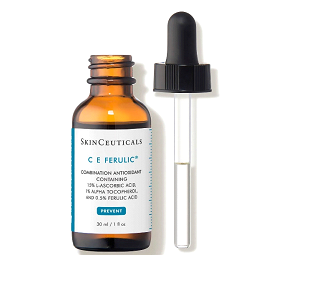 SKINCEUTICALS
C E FERULIC®
COMBINATION ANTIOXIDANT
CONTAINING
15% L-ASCORBIC ACID,
1% ALPHA TOCOPHEROL,
AND 0.5% FERULIC ACID
PREVENT
30 ml / 1 fl oz